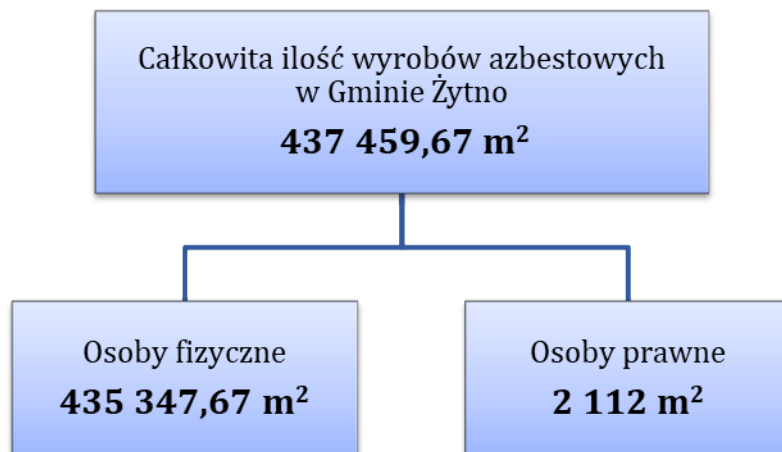 Całkowita ilość wyrobów azbestowych
w Gminie Żytno
437 459,67 m²
Osoby fizyczne
435 347,67 m²
Osoby prawne
2 112 m²